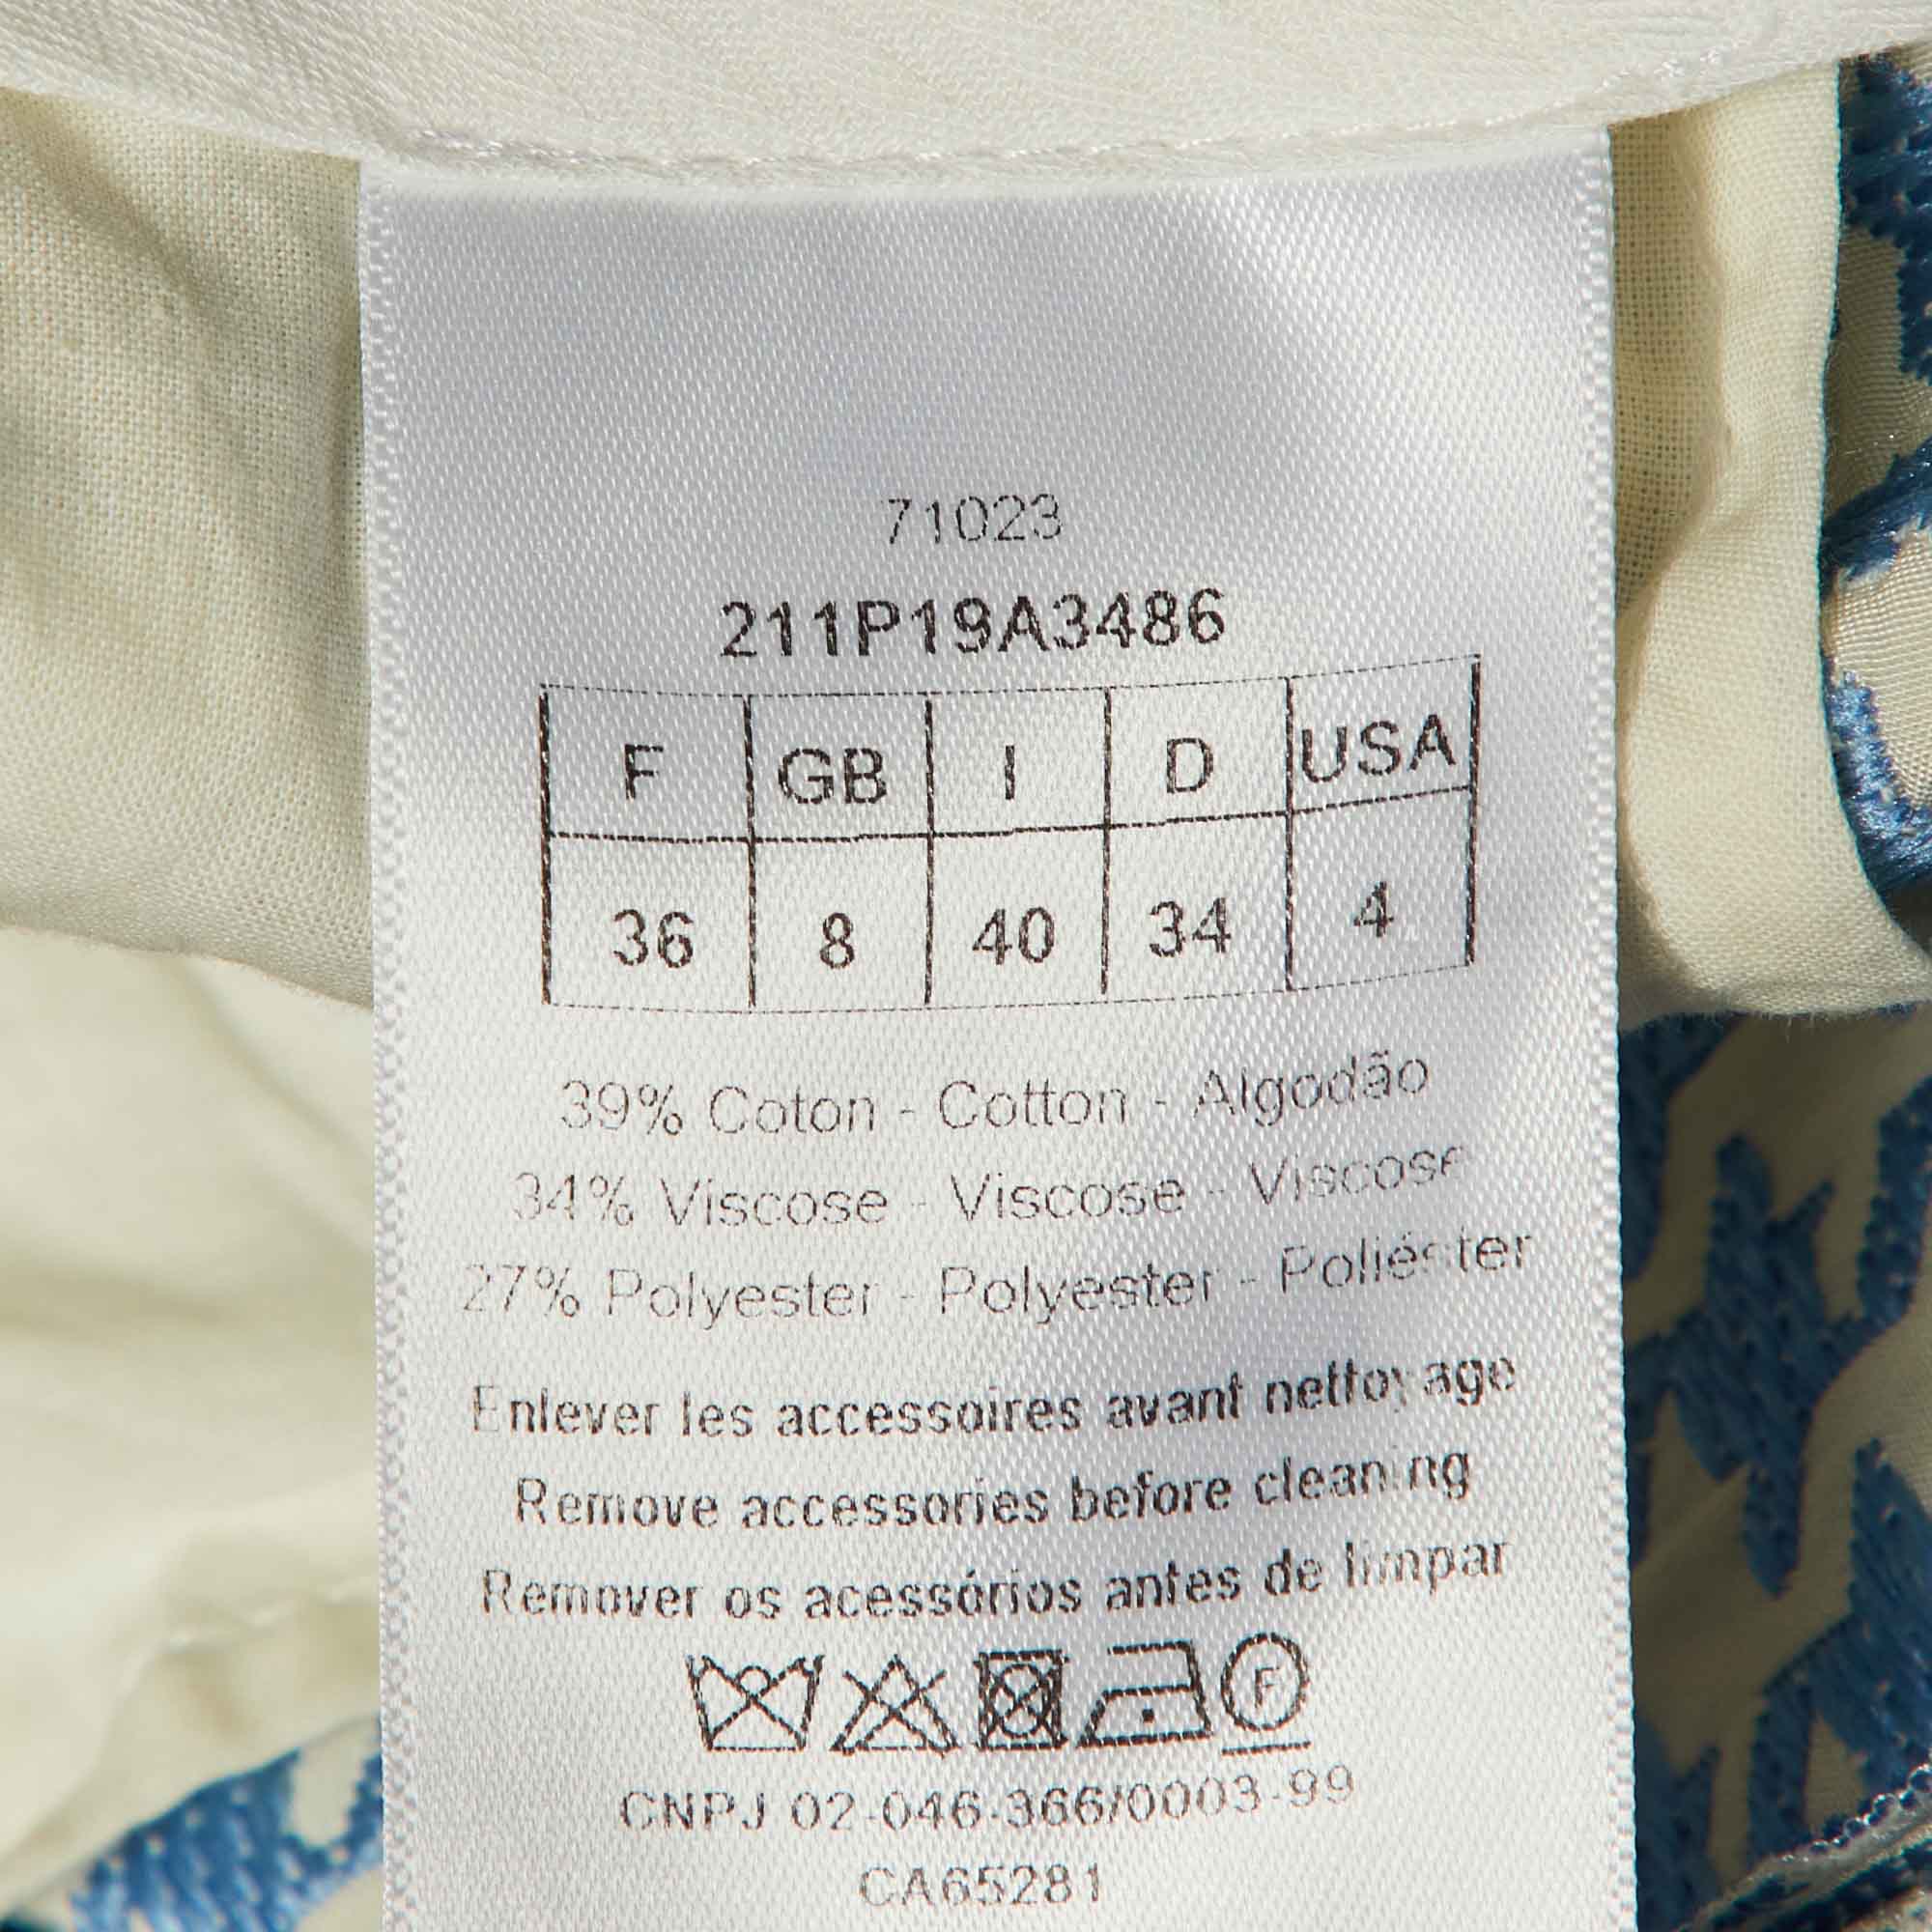 71023
211P19A3486
F GB I D USA
36 8 40 34 4
39% Coton - Cotton - Algodão
34% Viscose - Viscose - Viscose
27% Polyester - Polyester - Poliéster
Enlever les accessoires avant nettoyage
Remove accessories before cleaning
Remover os acessórios antes de limpar
F
CNPJ 02-046-366/0003-99
CA65281